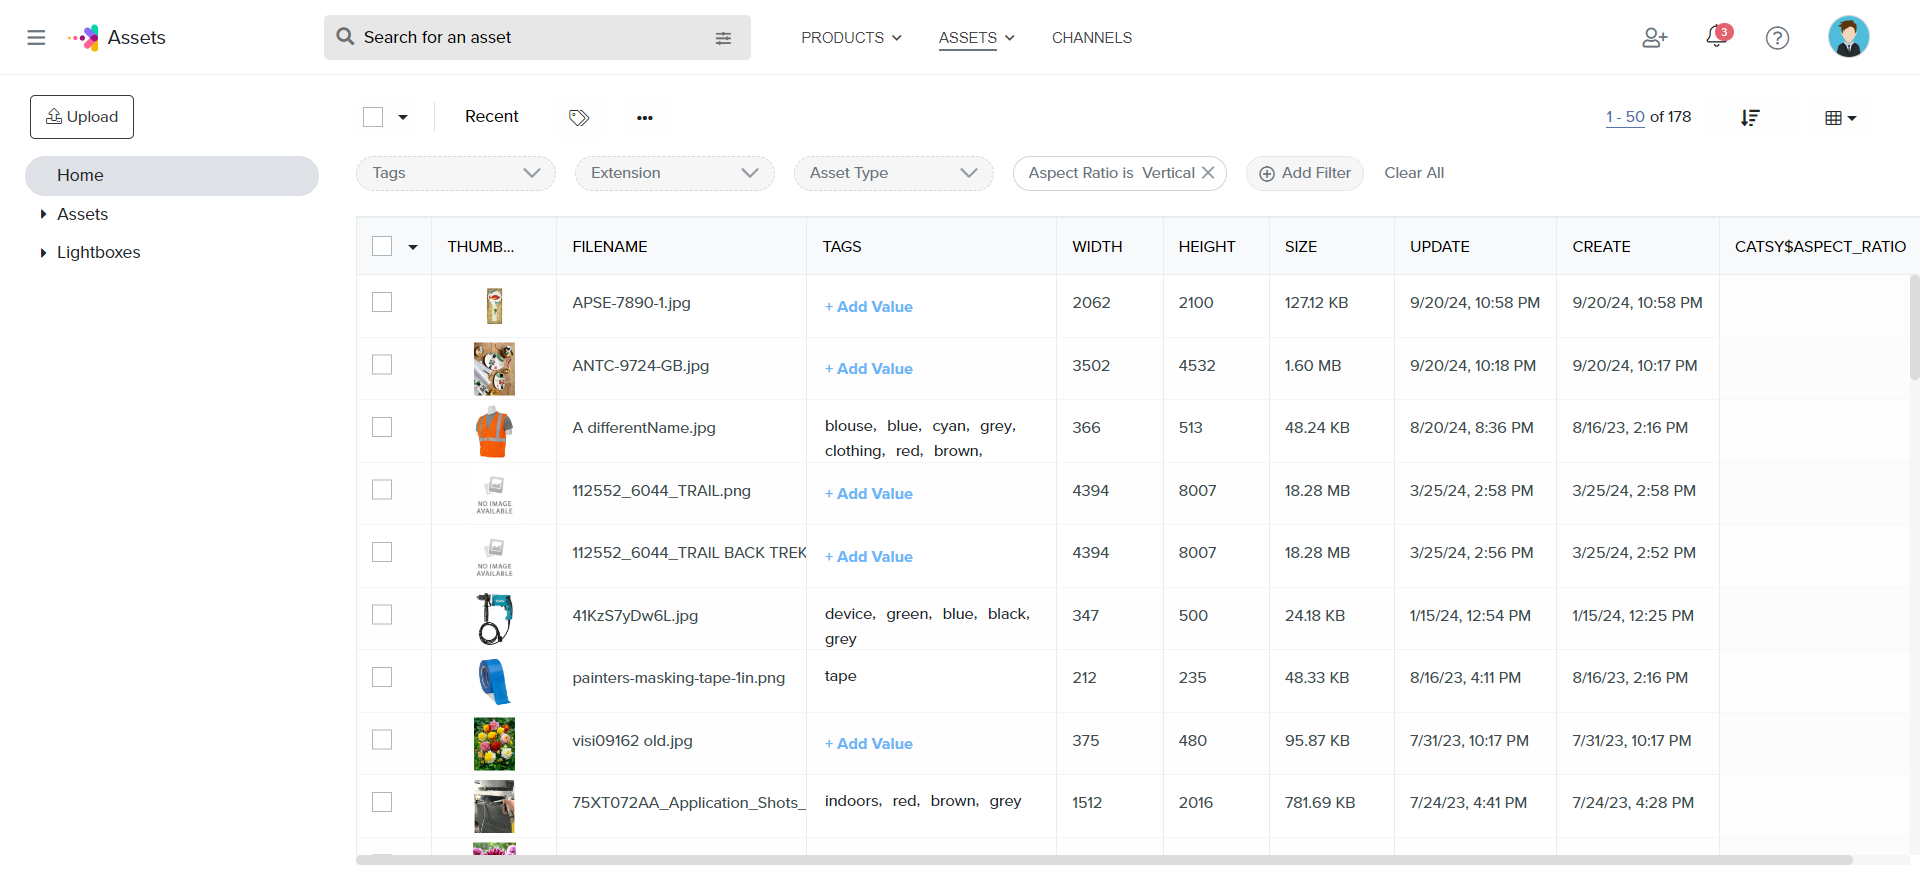 Assets
Search for an asset
PRODUCTS
ASSETS
CHANNELS
3
Upload
Recent
1 - 50 of 178
Home
Assets
Lightboxes
Tags
Extension
Asset Type
Aspect Ratio is Vertical
Add Filter
Clear All
THUMB... FILENAME TAGS WIDTH HEIGHT SIZE UPDATE CREATE CATSY$ASPECT_RATIO
APSE-7890-1.jpg + Add Value 2062 2100 127.12 KB 9/20/24, 10:58 PM 9/20/24, 10:58 PM
ANTC-9724-GB.jpg + Add Value 3502 4532 1.60 MB 9/20/24, 10:18 PM 9/20/24, 10:17 PM
A differentName.jpg blouse, blue, cyan, grey, 366 513 48.24 KB 8/20/24, 8:36 PM 8/16/23, 2:16 PM
clothing, red, brown,
NO IMAGE AVAILABLE 112552_6044_TRAIL.png + Add Value 4394 8007 18.28 MB 3/25/24, 2:58 PM 3/25/24, 2:58 PM
NO IMAGE AVAILABLE 112552_6044_TRAIL BACK TREK + Add Value 4394 8007 18.28 MB 3/25/24, 2:56 PM 3/25/24, 2:52 PM
41KzS7yDw6L.jpg device, green, blue, black, 347 500 24.18 KB 1/15/24, 12:54 PM 1/15/24, 12:25 PM
grey
painters-masking-tape-1in.png tape 212 235 48.33 KB 8/16/23, 4:11 PM 8/16/23, 2:16 PM
visi09162 old.jpg + Add Value 375 480 95.87 KB 7/31/23, 10:17 PM 7/31/23, 10:17 PM
75XT072AA_Application_Shots_ indoors, red, brown, grey 1512 2016 781.69 KB 7/24/23, 4:41 PM 7/24/23, 4:28 PM